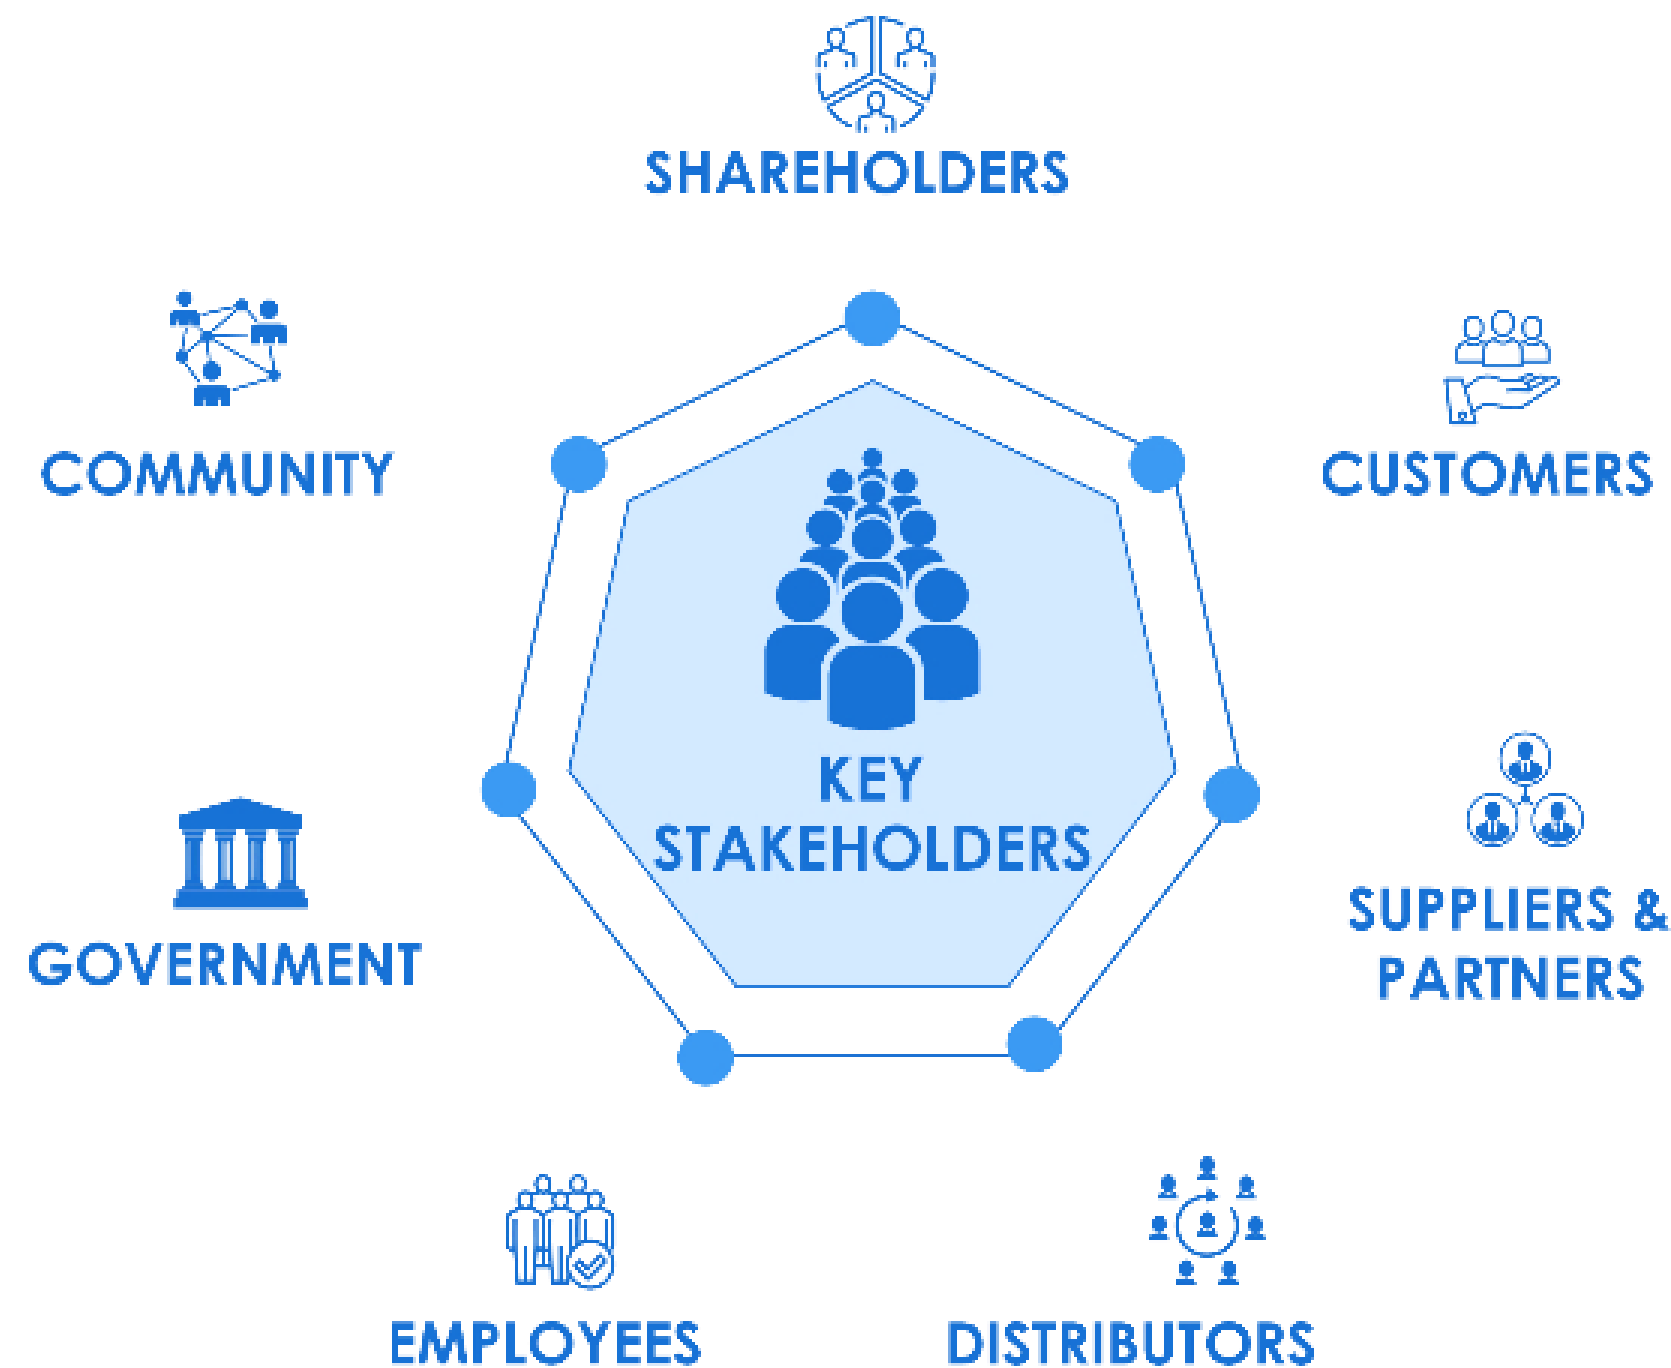 SHAREHOLDERS
COMMUNITY
CUSTOMERS
KEY
STAKEHOLDERS
GOVERNMENT
SUPPLIERS &
PARTNERS
EMPLOYEES
DISTRIBUTORS